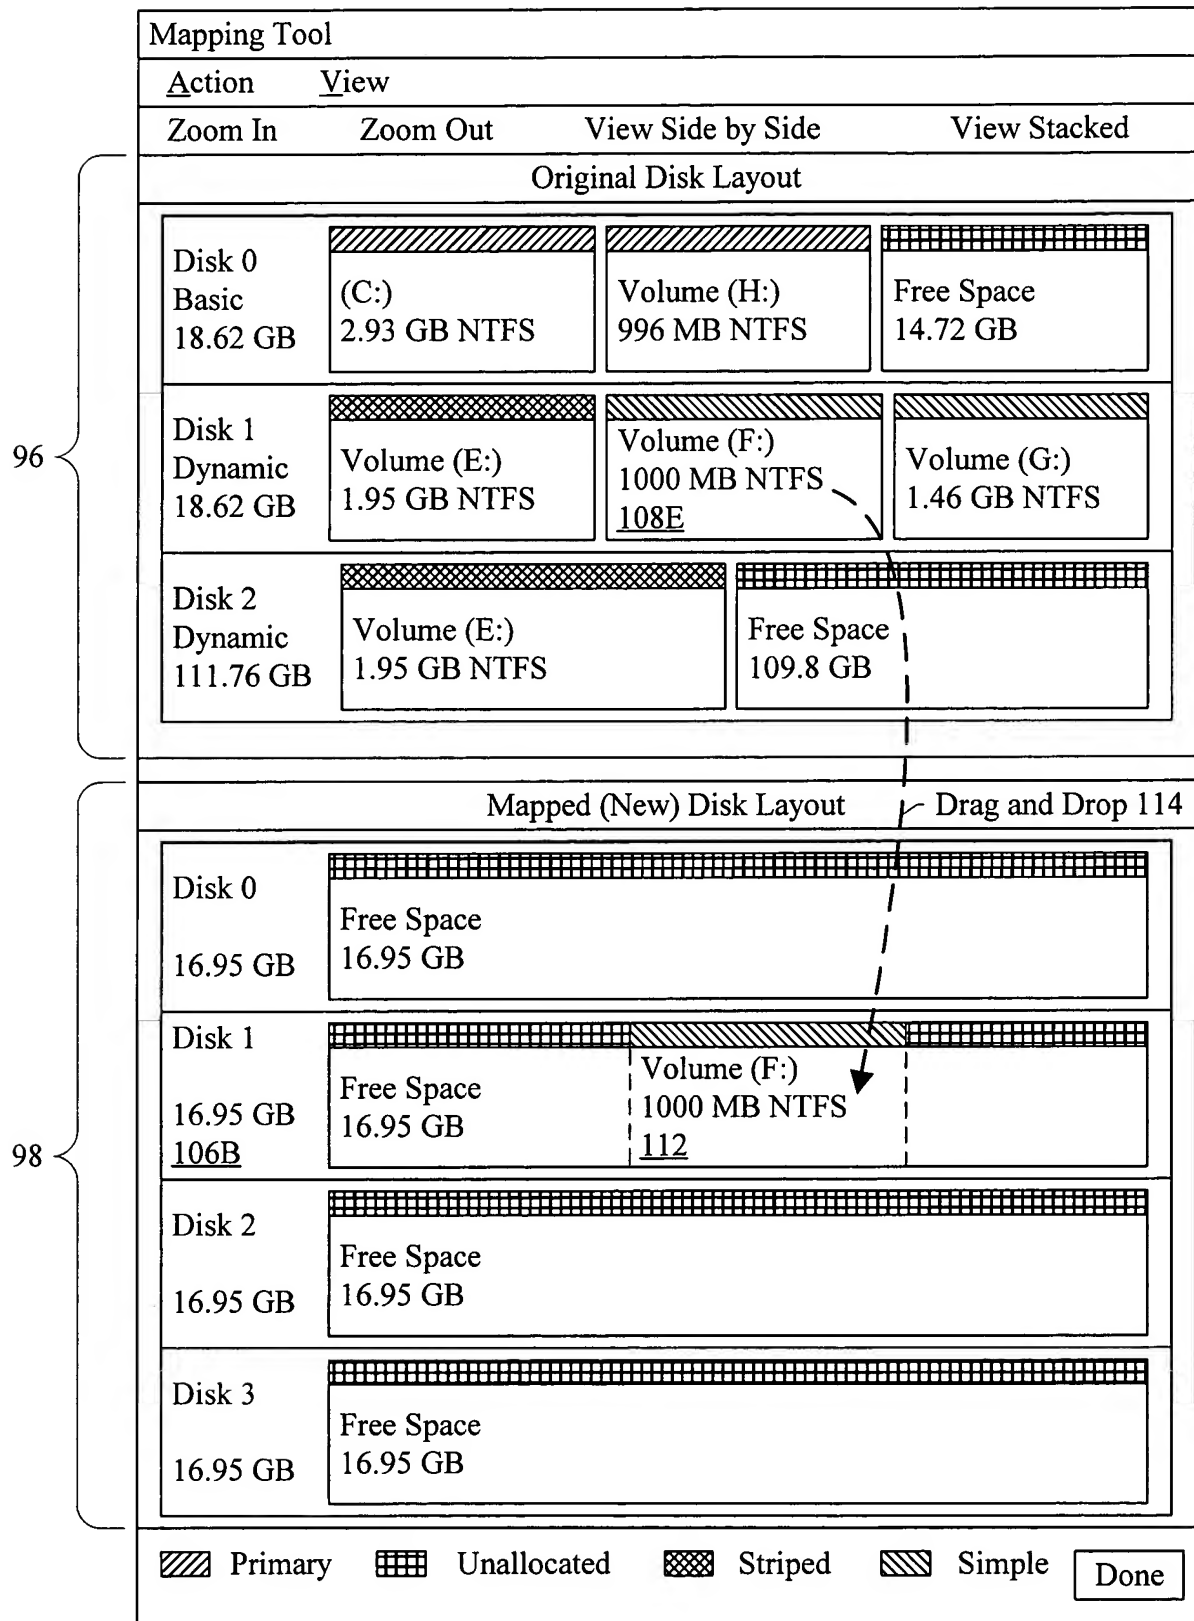 Mapping Tool
Action View
Zoom In Zoom Out View Side by Side View Stacked
Original Disk Layout
96
Disk 0
Basic
18.62 GB
(C:)
2.93 GB NTFS
Volume (H:)
996 MB NTFS
Free Space
14.72 GB
Disk 1
Dynamic
18.62 GB
Volume (E:)
1.95 GB NTFS
Volume (F:)
1000 MB NTFS
108E
Volume (G:)
1.46 GB NTFS
Disk 2
Dynamic
111.76 GB
Volume (E:)
1.95 GB NTFS
Free Space
109.8 GB
Mapped (New) Disk Layout
Drag and Drop 114
98
Disk 0
16.95 GB
Free Space
16.95 GB
Disk 1
16.95 GB
106B
Free Space
16.95 GB
Volume (F:)
1000 MB NTFS
112
Disk 2
16.95 GB
Free Space
16.95 GB
Disk 3
16.95 GB
Free Space
16.95 GB
Primary Unallocated Striped Simple Done